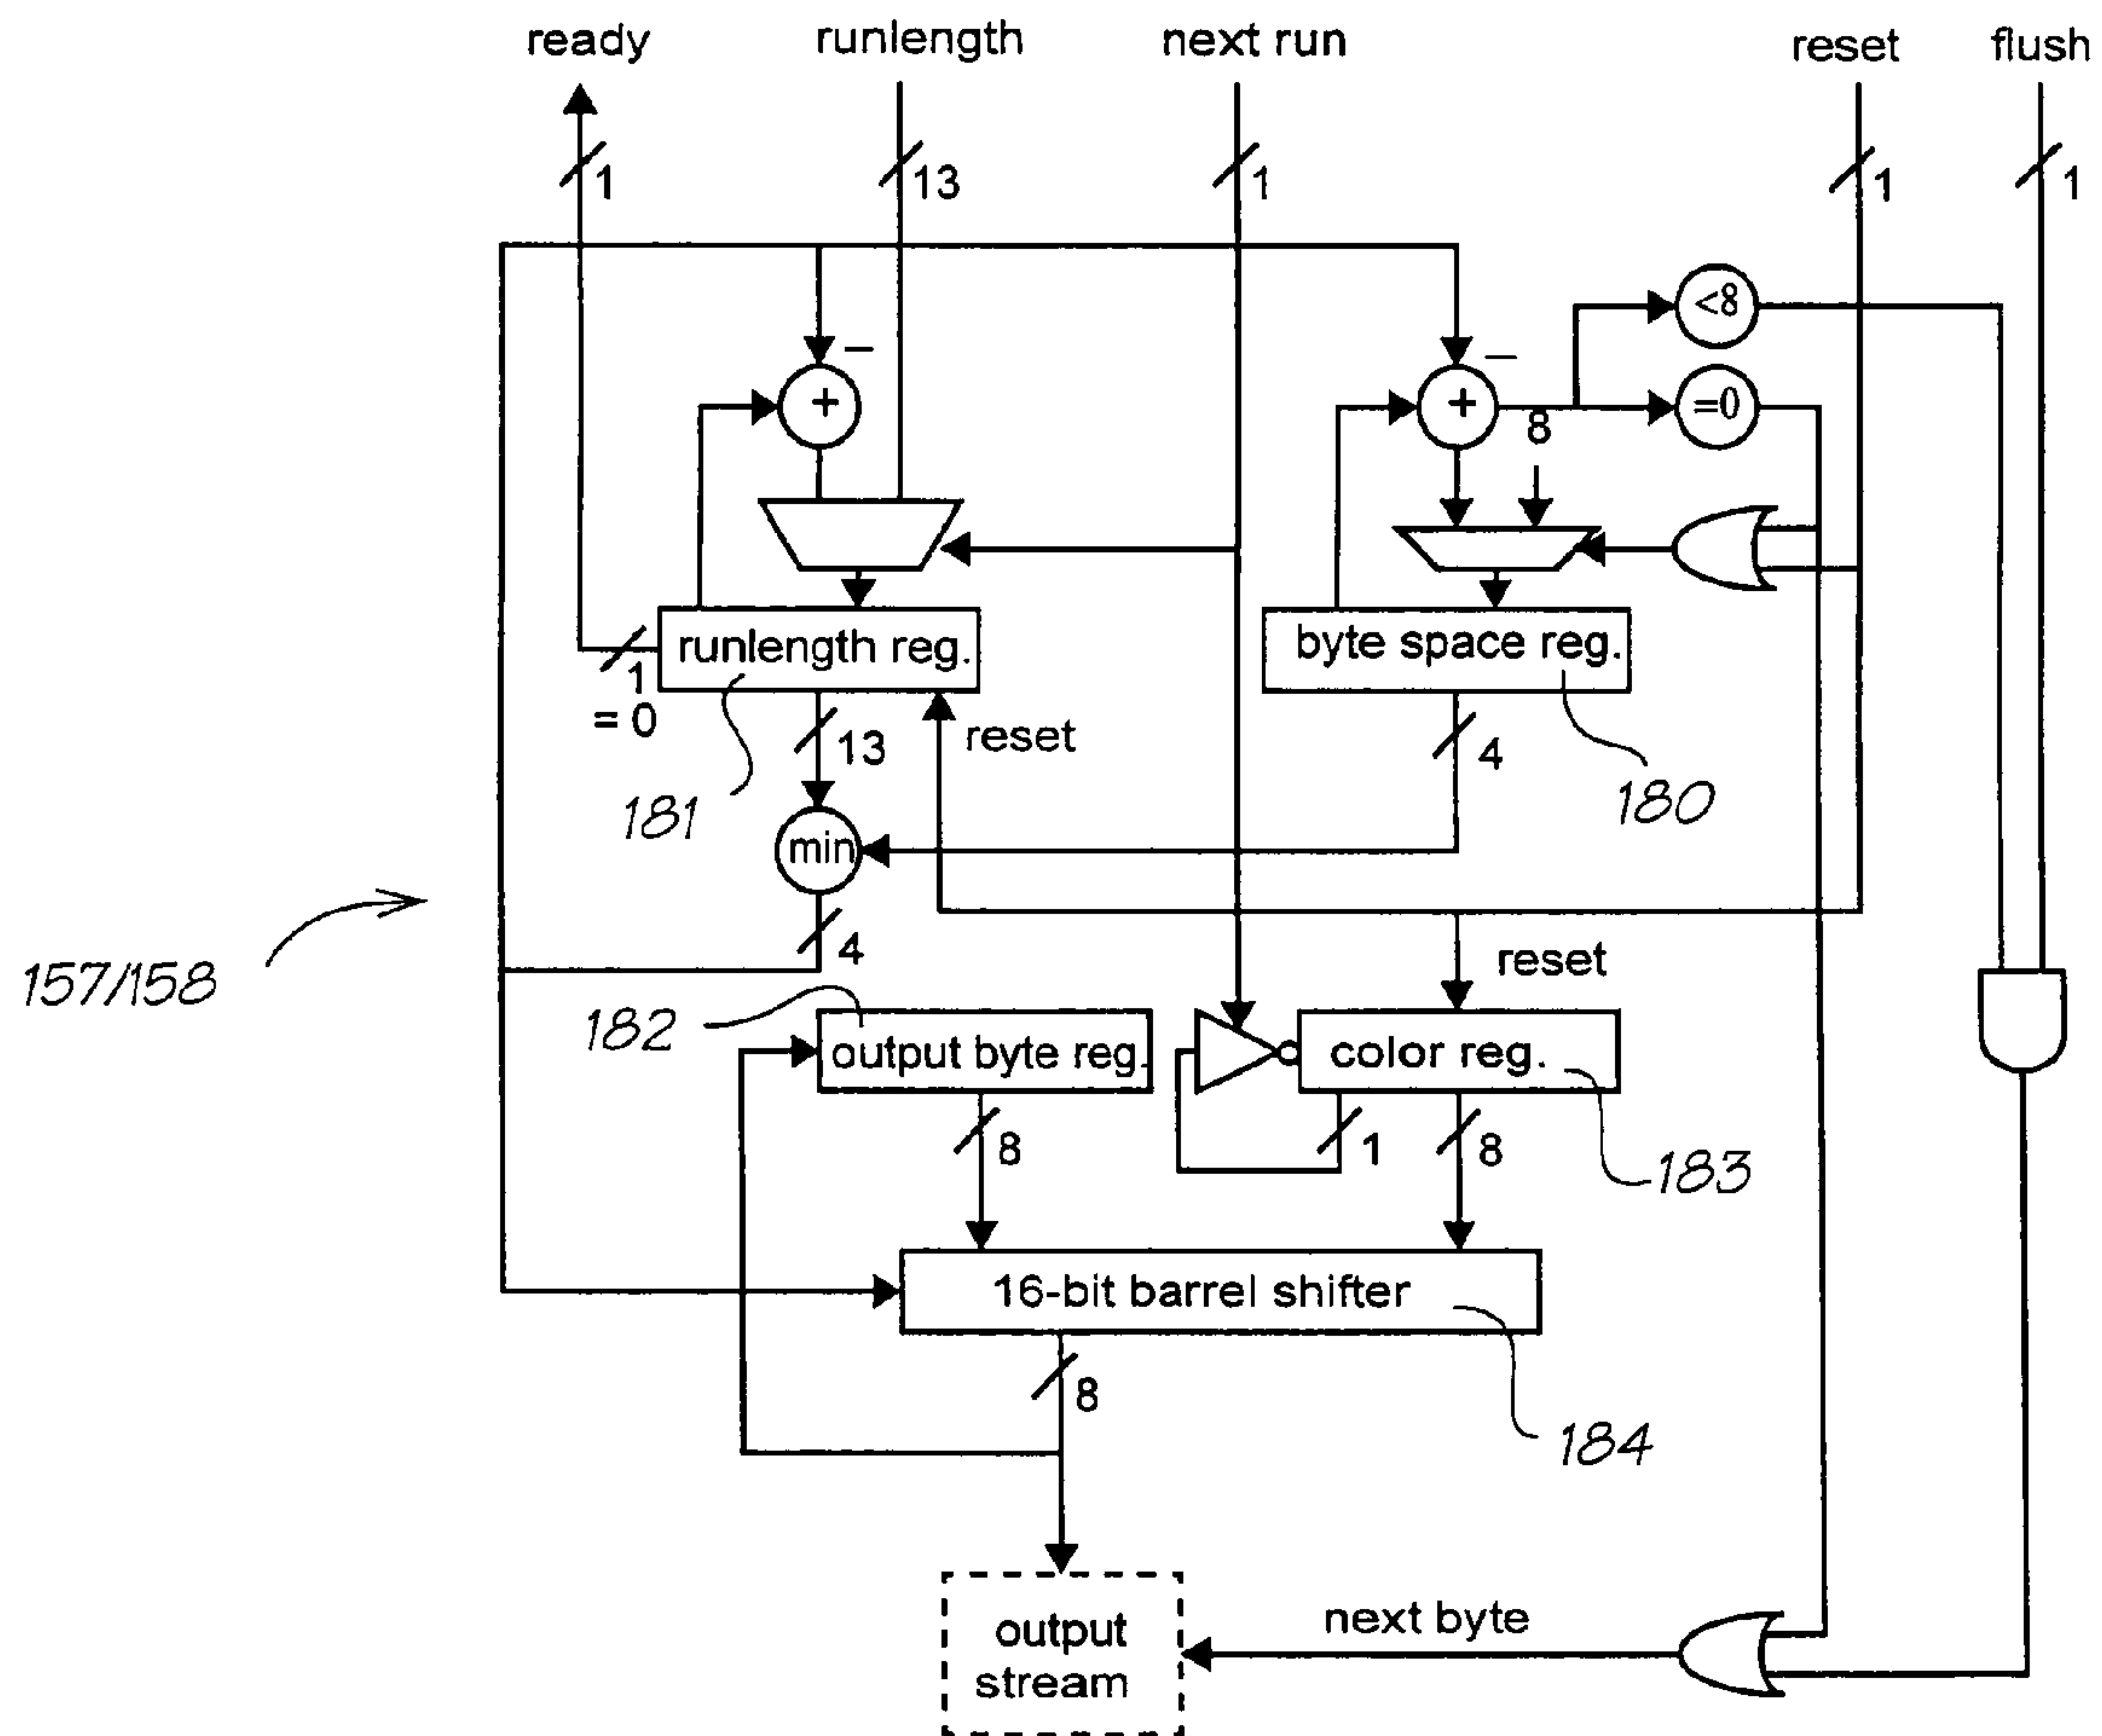 ready
runlength
next run
reset
flush
1
13
1
1
1
<8
–
–
+
+
=0
8
runlength reg.
byte space reg.
1
= 0
13
reset
4
181
180
min
4
reset
157/158
182
output byte reg.
color reg.
8
1
8
183
16-bit barrel shifter
8
184
output
stream
next byte